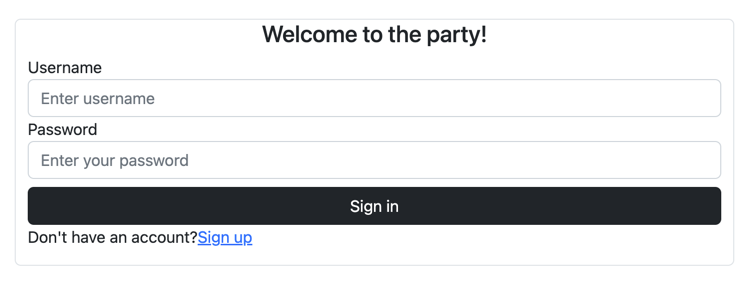 Welcome to the party!
Username
Enter username
Password
Enter your password
Sign in
Don't have an account?Sign up